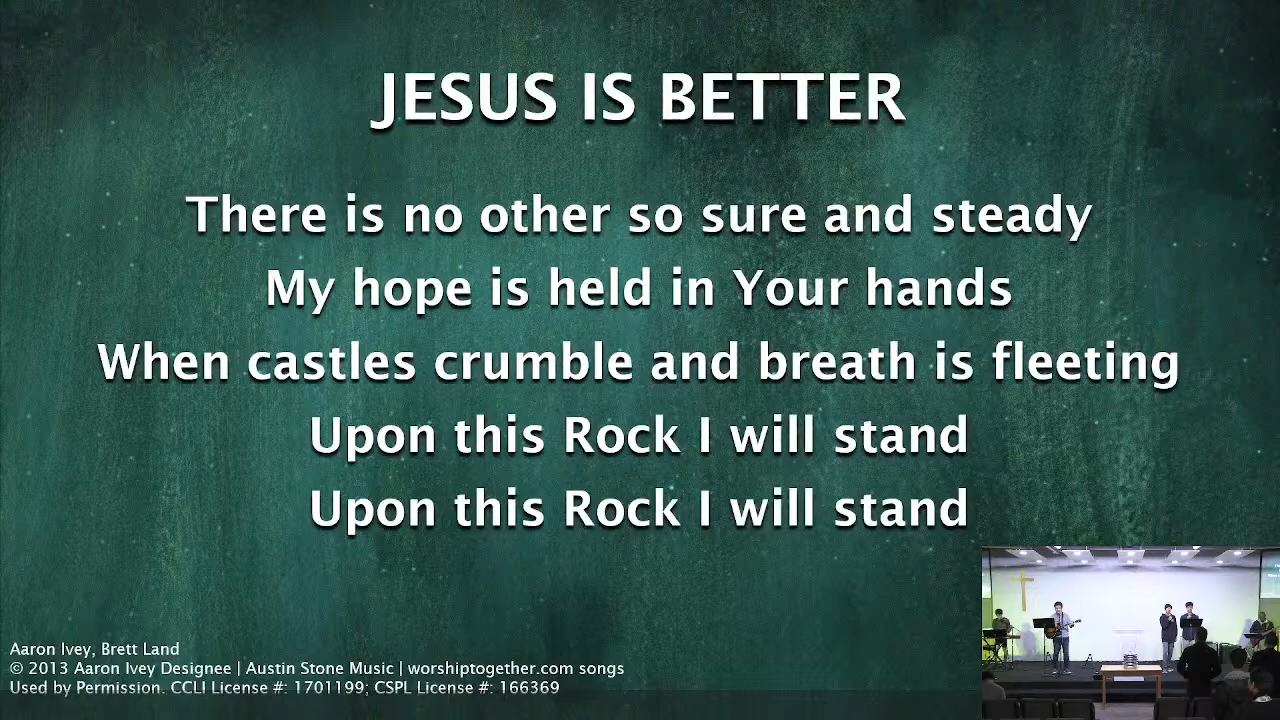 JESUS IS BETTER
There is no other so sure and steady
My hope is held in Your hands
When castles crumble and breath is fleeting
Upon this Rock I will stand
Upon this Rock I will stand
Aaron Ivey, Brett Land
© 2013 Aaron Ivey Designee | Austin Stone Music | worshiptogether.com songs
Used by Permission. CCLI License #: 1701199; CSPL License #: 166369